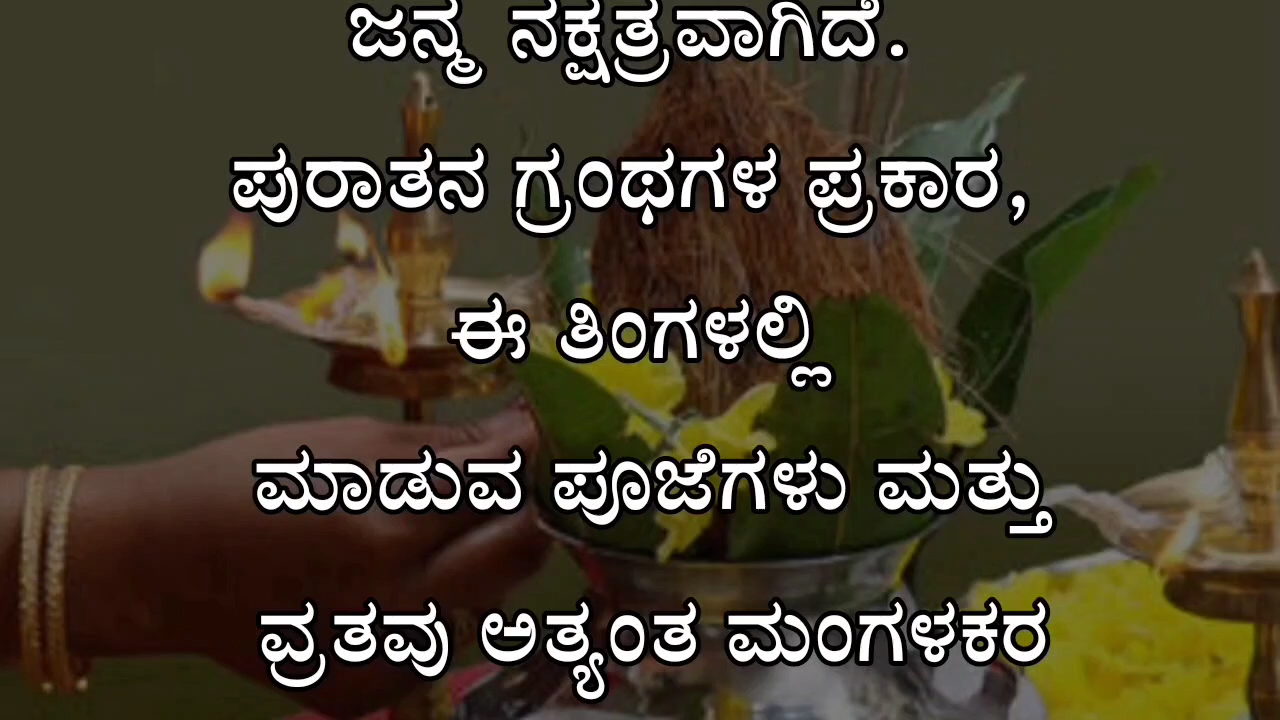 ಜನ್ಮ ನಕ್ಷತ್ರವಾಗಿದೆ.
ಪುರಾತನ ಗ್ರಂಥಗಳ ಪ್ರಕಾರ,
ಈ ತಿಂಗಳಲ್ಲಿ
ಮಾಡುವ ಪೂಜೆಗಳು ಮತ್ತು
ವ್ರತವು ಅತ್ಯಂತ ಮಂಗಳಕರ